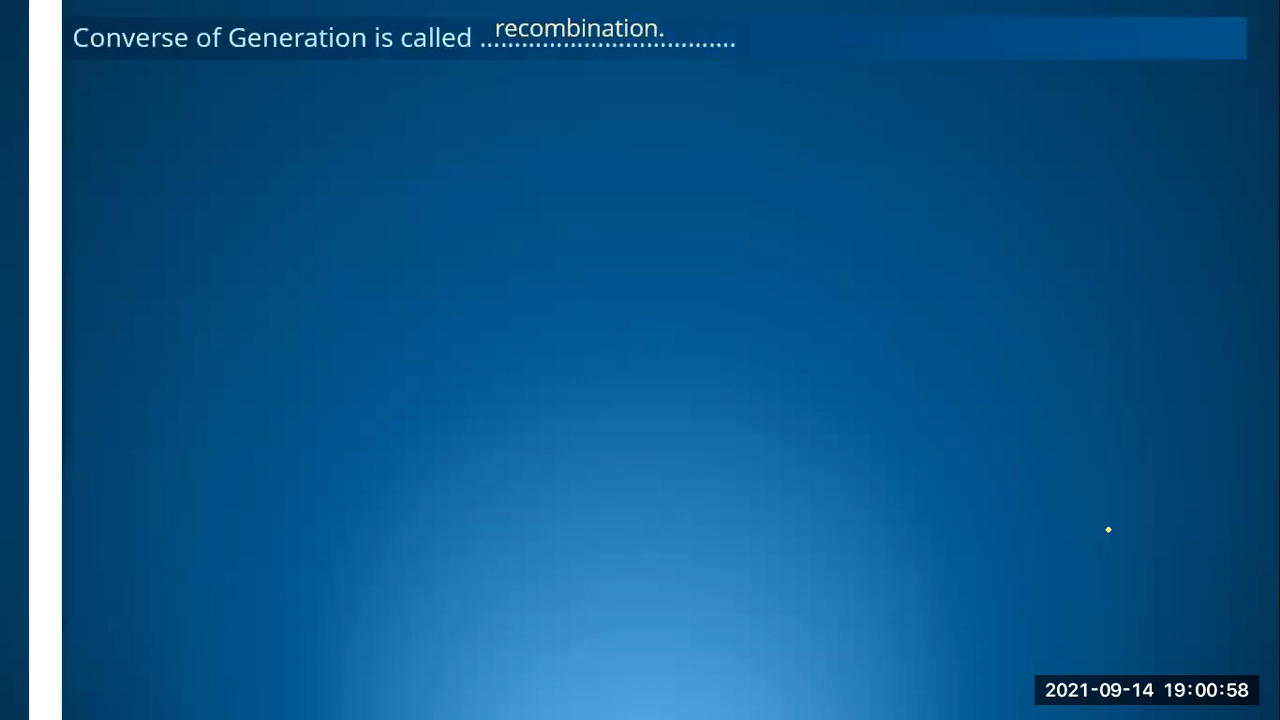 Converse of Generation is called .....................................
recombination.
2021-09-14 19:00:58